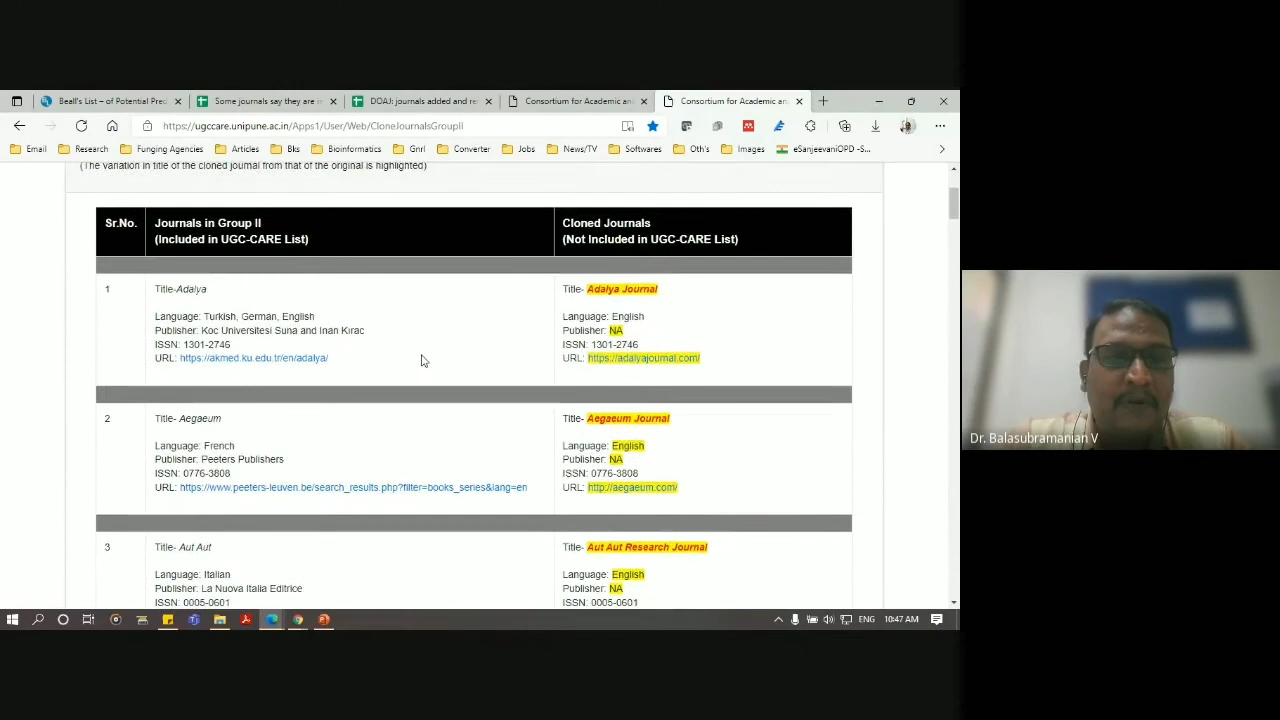 Beall's List – of Potential Pred
Some journals say they are in
DOAJ: journals added and re
Consortium for Academic an
Consortium for Academic an
https://ugccare.unipune.ac.in/Apps1/User/Web/CloneJournalsGroupII
Email
Research
Funging Agencies
Articles
Bks
Bioinformatics
Gnrl
Converter
Jobs
News/TV
Softwares
Oth's
Images
eSanjeevaniOPD -S...
(The variation in title of the cloned journal from that of the original is highlighted)
Sr.No.
Journals in Group II
(Included in UGC-CARE List)
Cloned Journals
(Not Included in UGC-CARE List)
1
Title-Adalya
Language: Turkish, German, English
Publisher: Koc Universitesi Suna and Inan Kırac
ISSN: 1301-2746
URL: https://akmed.ku.edu.tr/en/adalya/
Title- Adalya Journal
Language: English
Publisher: NA
ISSN: 1301-2746
URL: https://adalyajournal.com/
2
Title- Aegaeum
Language: French
Publisher: Peeters Publishers
ISSN: 0776-3808
URL: https://www.peeters-leuven.be/search_results.php?filter=books_series&lang=en
Title- Aegaeum Journal
Language: English
Publisher: NA
ISSN: 0776-3808
URL: http://aegaeum.com/
3
Title- Aut Aut
Language: Italian
Publisher: La Nuova Italia Editrice
ISSN: 0005-0601
Title- Aut Aut Research Journal
Language: English
Publisher: NA
ISSN: 0005-0601
ENG
10:47 AM
Dr. Balasubramanian V